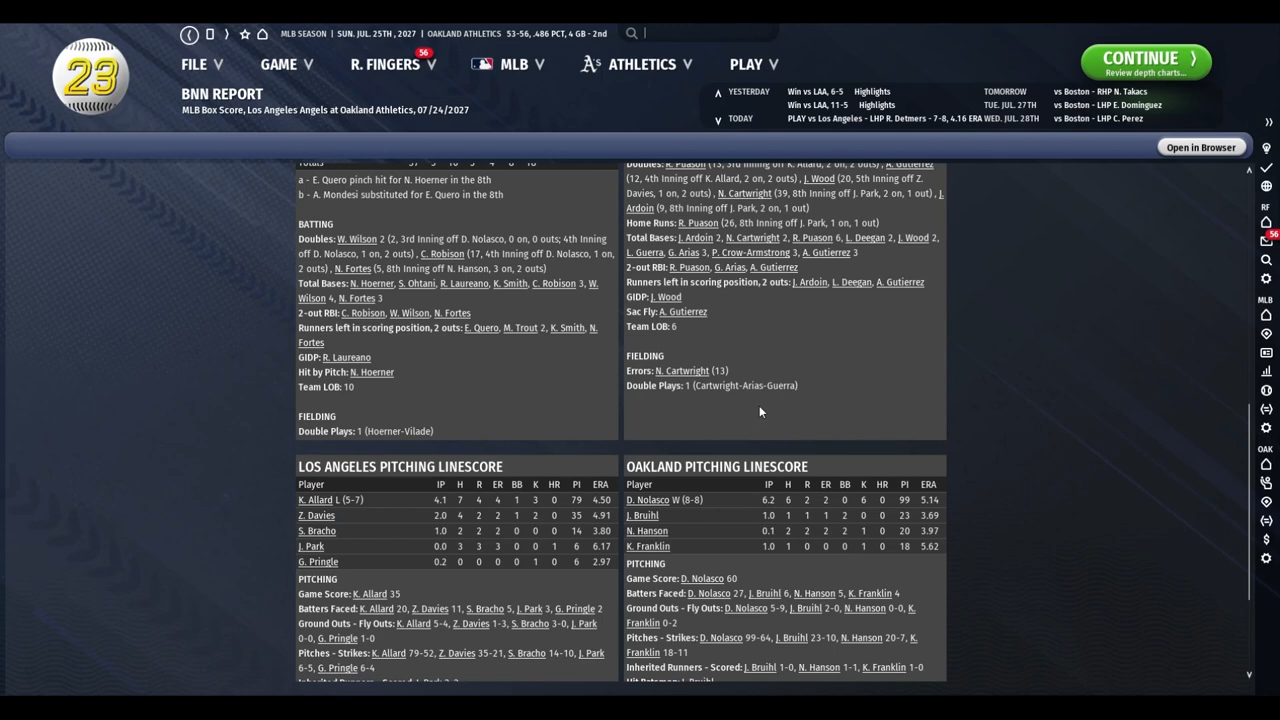 MLB SEASON | SUN. JUL. 25TH , 2027 | OAKLAND ATHLETICS 53-56, .486 PCT, 4 GB - 2nd
23
FILE
GAME
R. FINGERS
56
MLB
A's ATHLETICS
PLAY
CONTINUE
Review depth charts...
BNN REPORT
MLB Box Score, Los Angeles Angels at Oakland Athletics, 07/24/2027
YESTERDAY Win vs LAA, 6-5 Highlights TOMORROW vs Boston - RHP N. Takacs
Win vs LAA, 11-5 Highlights TUE. JUL. 27TH vs Boston - LHP E. Dominguez
TODAY PLAY vs Los Angeles - LHP R. Detmers - 7-8, 4.16 ERA WED. JUL. 28TH vs Boston - LHP C. Perez
Open in Browser
a - E. Quero pinch hit for N. Hoerner in the 8th
b - A. Mondesi substituted for E. Quero in the 8th
BATTING
Doubles: W. Wilson 2 (2, 3rd Inning off D. Nolasco, 0 on, 0 outs; 4th Inning
off D. Nolasco, 1 on, 2 outs) , C. Robison (17, 4th Inning off D. Nolasco, 1 on,
2 outs) , N. Fortes (5, 8th Inning off N. Hanson, 3 on, 2 outs)
Total Bases: N. Hoerner, S. Ohtani, R. Laureano, K. Smith, C. Robison 3, W.
Wilson 4, N. Fortes 3
2-out RBI: C. Robison, W. Wilson, N. Fortes
Runners left in scoring position, 2 outs: E. Quero, M. Trout 2, K. Smith, N.
Fortes
GIDP: R. Laureano
Hit by Pitch: N. Hoerner
Team LOB: 10
FIELDING
Double Plays: 1 (Hoerner-Vilade)
Doubles: R. Puason (13, 3rd Inning off K. Allard, 2 on, 2 outs) , A. Gutierrez
(12, 4th Inning off K. Allard, 2 on, 2 outs) , J. Wood (20, 5th Inning off Z.
Davies, 1 on, 2 outs) , N. Cartwright (39, 8th Inning off J. Park, 2 on, 1 out) , J.
Ardoin (9, 8th Inning off J. Park, 2 on, 1 out)
Home Runs: R. Puason (26, 8th Inning off J. Park, 1 on, 1 out)
Total Bases: J. Ardoin 2, N. Cartwright 2, R. Puason 6, L. Deegan 2, J. Wood 2,
L. Guerra, G. Arias 3, P. Crow-Armstrong 3, A. Gutierrez 3
2-out RBI: R. Puason, G. Arias, A. Gutierrez
Runners left in scoring position, 2 outs: J. Ardoin, L. Deegan, A. Gutierrez
GIDP: J. Wood
Sac Fly: A. Gutierrez
Team LOB: 6
FIELDING
Errors: N. Cartwright (13)
Double Plays: 1 (Cartwright-Arias-Guerra)
LOS ANGELES PITCHING LINESCORE
Player IP H R ER BB K HR PI ERA
K. Allard L (5-7) 4.1 7 4 4 1 3 0 79 4.50
Z. Davies 2.0 4 2 2 1 2 0 35 4.91
S. Bracho 1.0 2 2 2 0 0 0 14 3.80
J. Park 0.0 3 3 3 0 0 1 6 6.17
G. Pringle 0.2 0 0 0 0 1 0 6 2.97
PITCHING
Game Score: K. Allard 35
Batters Faced: K. Allard 20, Z. Davies 11, S. Bracho 5, J. Park 3, G. Pringle 2
Ground Outs - Fly Outs: K. Allard 5-4, Z. Davies 1-3, S. Bracho 3-0, J. Park
0-0, G. Pringle 1-0
Pitches - Strikes: K. Allard 79-52, Z. Davies 35-21, S. Bracho 14-10, J. Park
6-5, G. Pringle 6-4
OAKLAND PITCHING LINESCORE
Player IP H R ER BB K HR PI ERA
D. Nolasco W (8-8) 6.2 6 2 2 0 6 0 99 5.14
J. Bruihl 1.0 1 1 1 2 0 0 23 3.69
N. Hanson 0.1 2 2 2 2 1 0 20 3.97
K. Franklin 1.0 1 0 0 0 1 0 18 5.62
PITCHING
Game Score: D. Nolasco 60
Batters Faced: D. Nolasco 27, J. Bruihl 6, N. Hanson 5, K. Franklin 4
Ground Outs - Fly Outs: D. Nolasco 5-9, J. Bruihl 2-0, N. Hanson 0-0, K.
Franklin 0-2
Pitches - Strikes: D. Nolasco 99-64, J. Bruihl 23-10, N. Hanson 20-7, K.
Franklin 18-11
Inherited Runners - Scored: J. Bruihl 1-0, N. Hanson 1-1, K. Franklin 1-0
RF
56
MLB
OAK